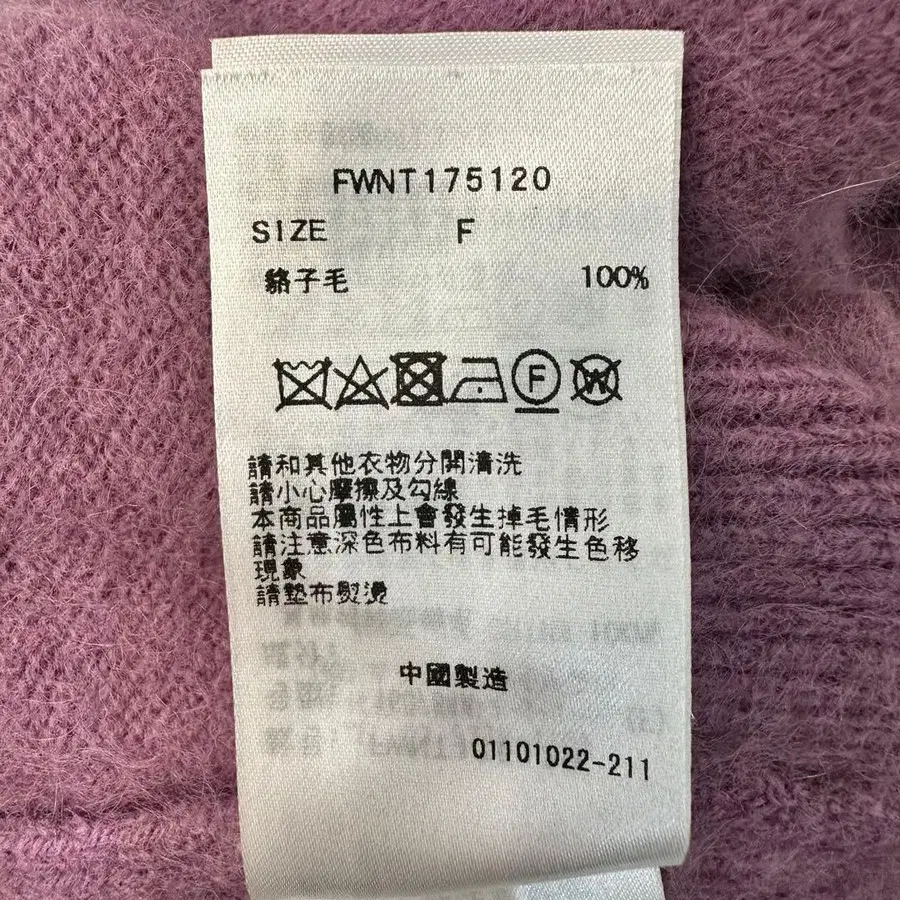 FWNT175120
SIZE F
貉子毛 100%
F W
請和其他衣物分開清洗
請小心摩擦及勾線
本商品屬性上會發生掉毛情形
請注意深色布料有可能發生色移
現象
請墊布熨燙
中國製造
01101022-211